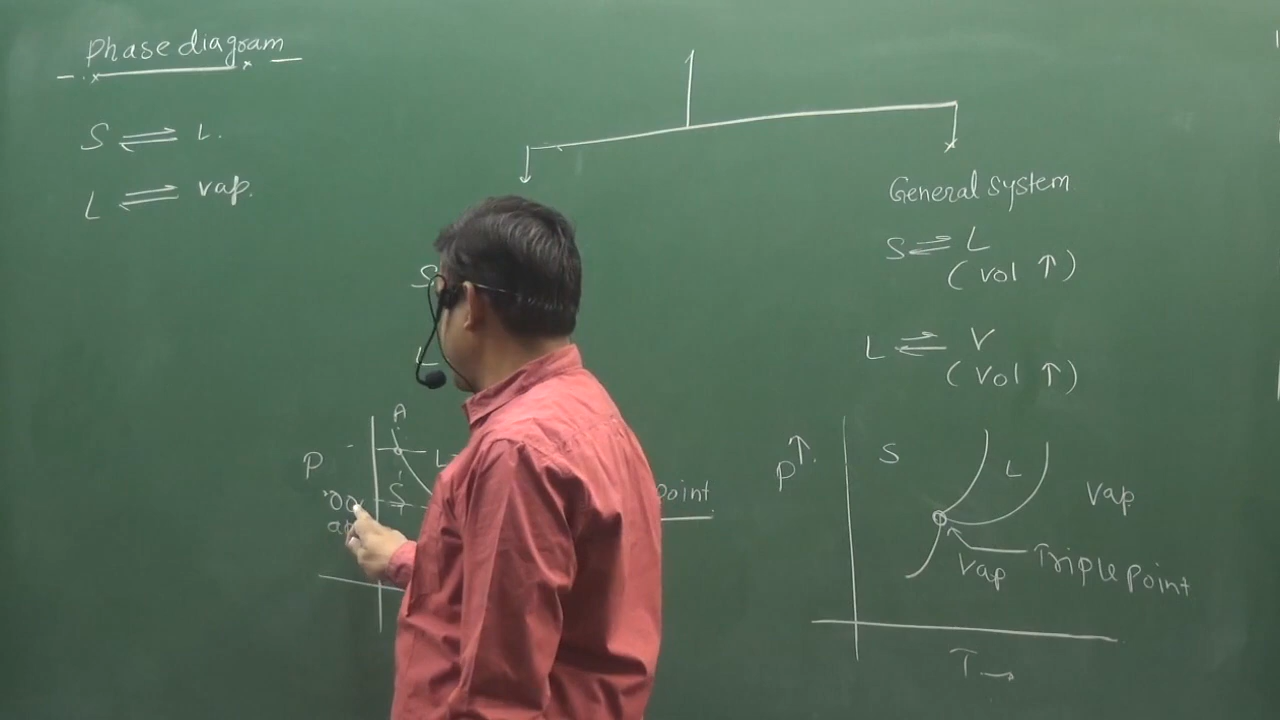 Phase diagram
S ⇌ L.
L ⇌ vap.
S
L
A
P
L
S
point
General system
S ⇌ L
(vol ↑)
L ⇌ V
(vol ↑)
P ↑
S
L
Vap
Vap
Triple point
T →